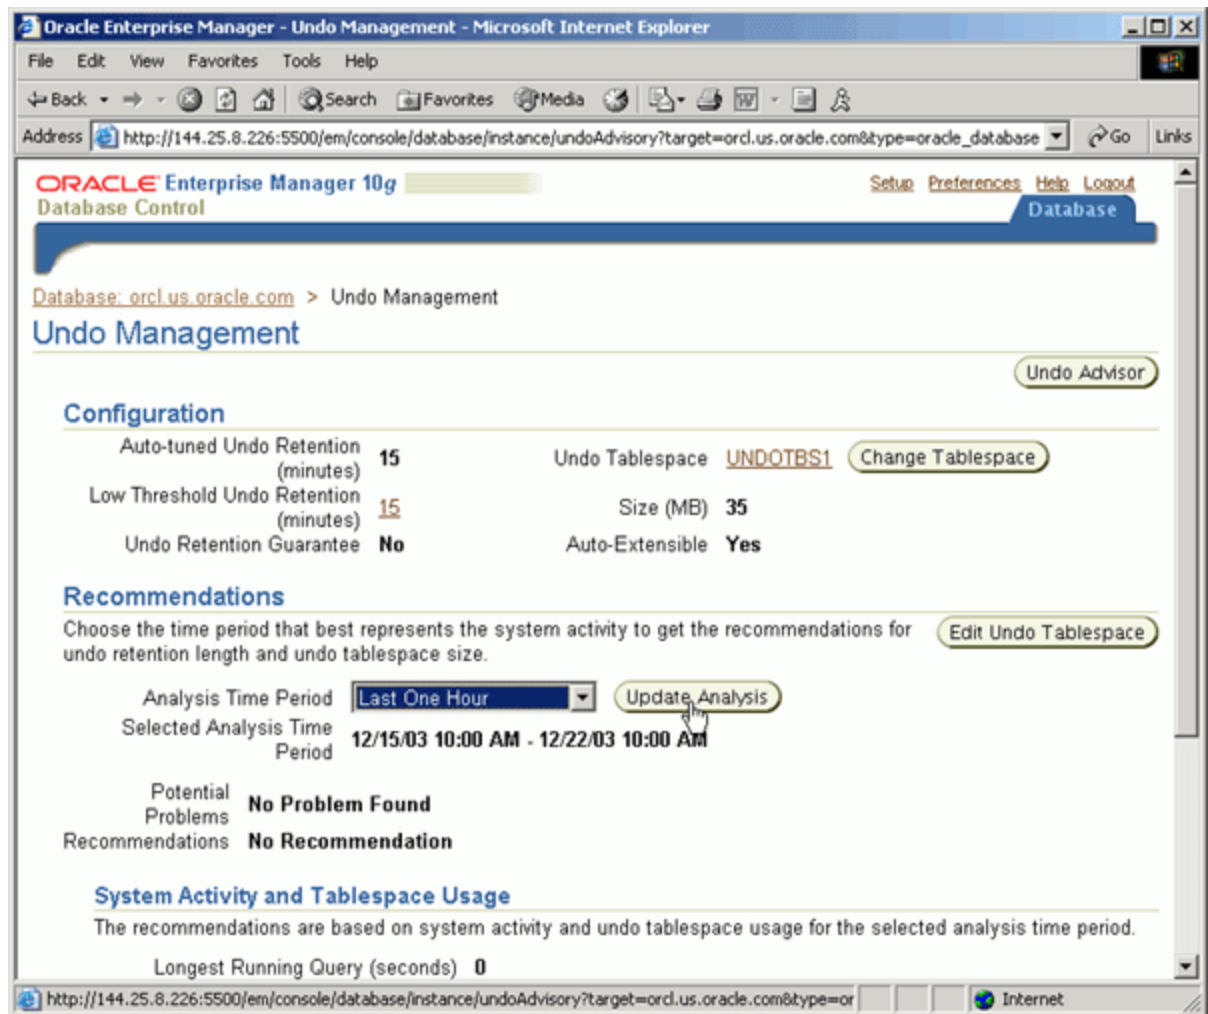 Oracle Enterprise Manager - Undo Management - Microsoft Internet Explorer
File Edit View Favorites Tools Help
Back Search Favorites Media
Address http://144.25.8.226:5500/em/console/database/instance/undoAdvisory?target=orcl.us.oracle.com&type=oracle_database Go Links
ORACLE Enterprise Manager 10g
Setup Preferences Help Logout
Database Control
Database
Database: orcl.us.oracle.com > Undo Management
Undo Management
Undo Advisor
Configuration
Auto-tuned Undo Retention (minutes) 15
Undo Tablespace UNDOTBS1 Change Tablespace
Low Threshold Undo Retention (minutes) 15
Size (MB) 35
Undo Retention Guarantee No
Auto-Extensible Yes
Recommendations
Choose the time period that best represents the system activity to get the recommendations for
undo retention length and undo tablespace size.
Edit Undo Tablespace
Analysis Time Period Last One Hour Update Analysis
Selected Analysis Time Period 12/15/03 10:00 AM - 12/22/03 10:00 AM
Potential Problems No Problem Found
Recommendations No Recommendation
System Activity and Tablespace Usage
The recommendations are based on system activity and undo tablespace usage for the selected analysis time period.
Longest Running Query (seconds) 0
http://144.25.8.226:5500/em/console/database/instance/undoAdvisory?target=orcl.us.oracle.com&type=or Internet